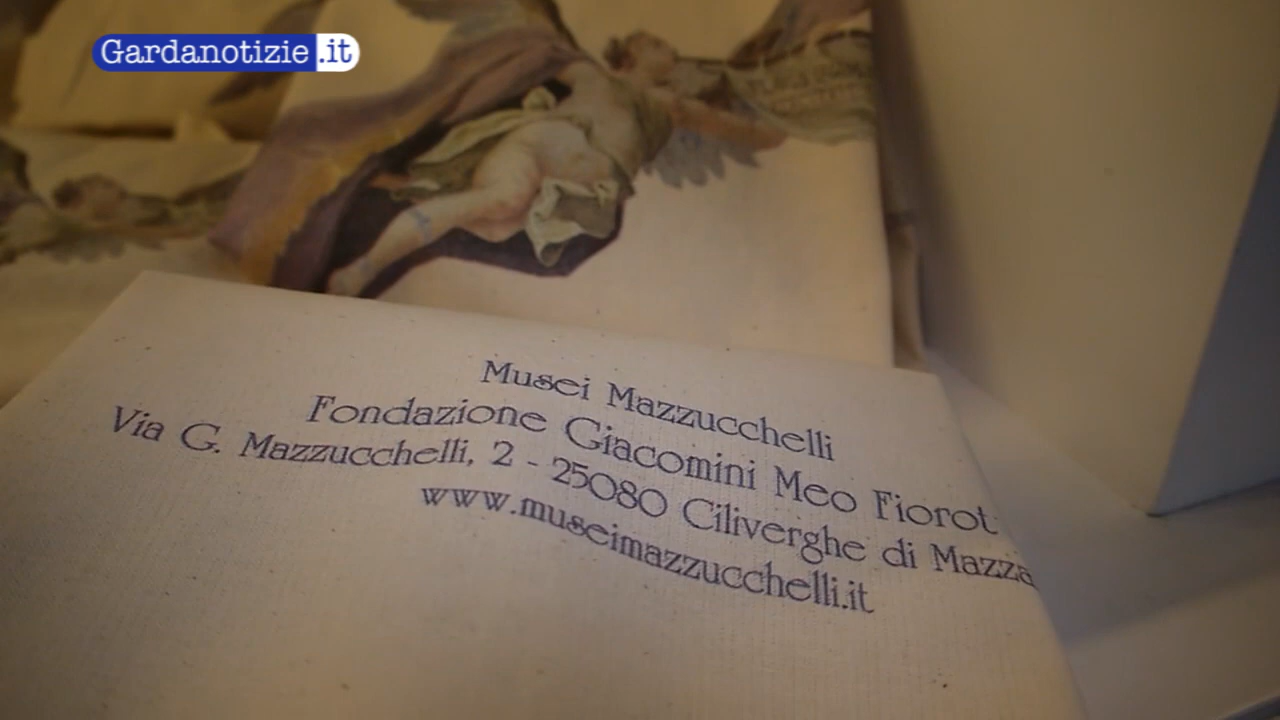 Gardanotizie.it
Musei Mazzucchelli
Fondazione Giacomini Meo Fiorot
Via G. Mazzucchelli, 2 - 25080 Ciliverghe di Mazza
www.museimazzucchelli.it